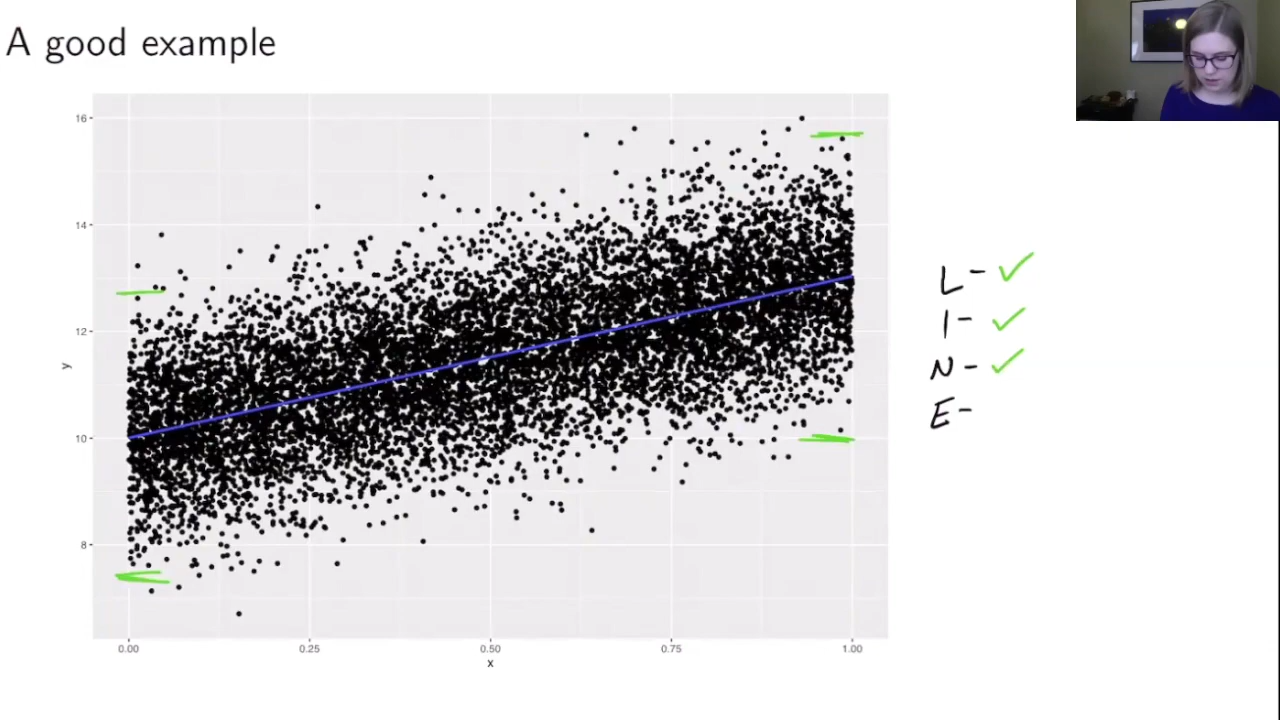 A good example
16
14
12
10
8
y
0.00 0.25 0.50 0.75 1.00
x
L- ✓
I- ✓
N- ✓
E-